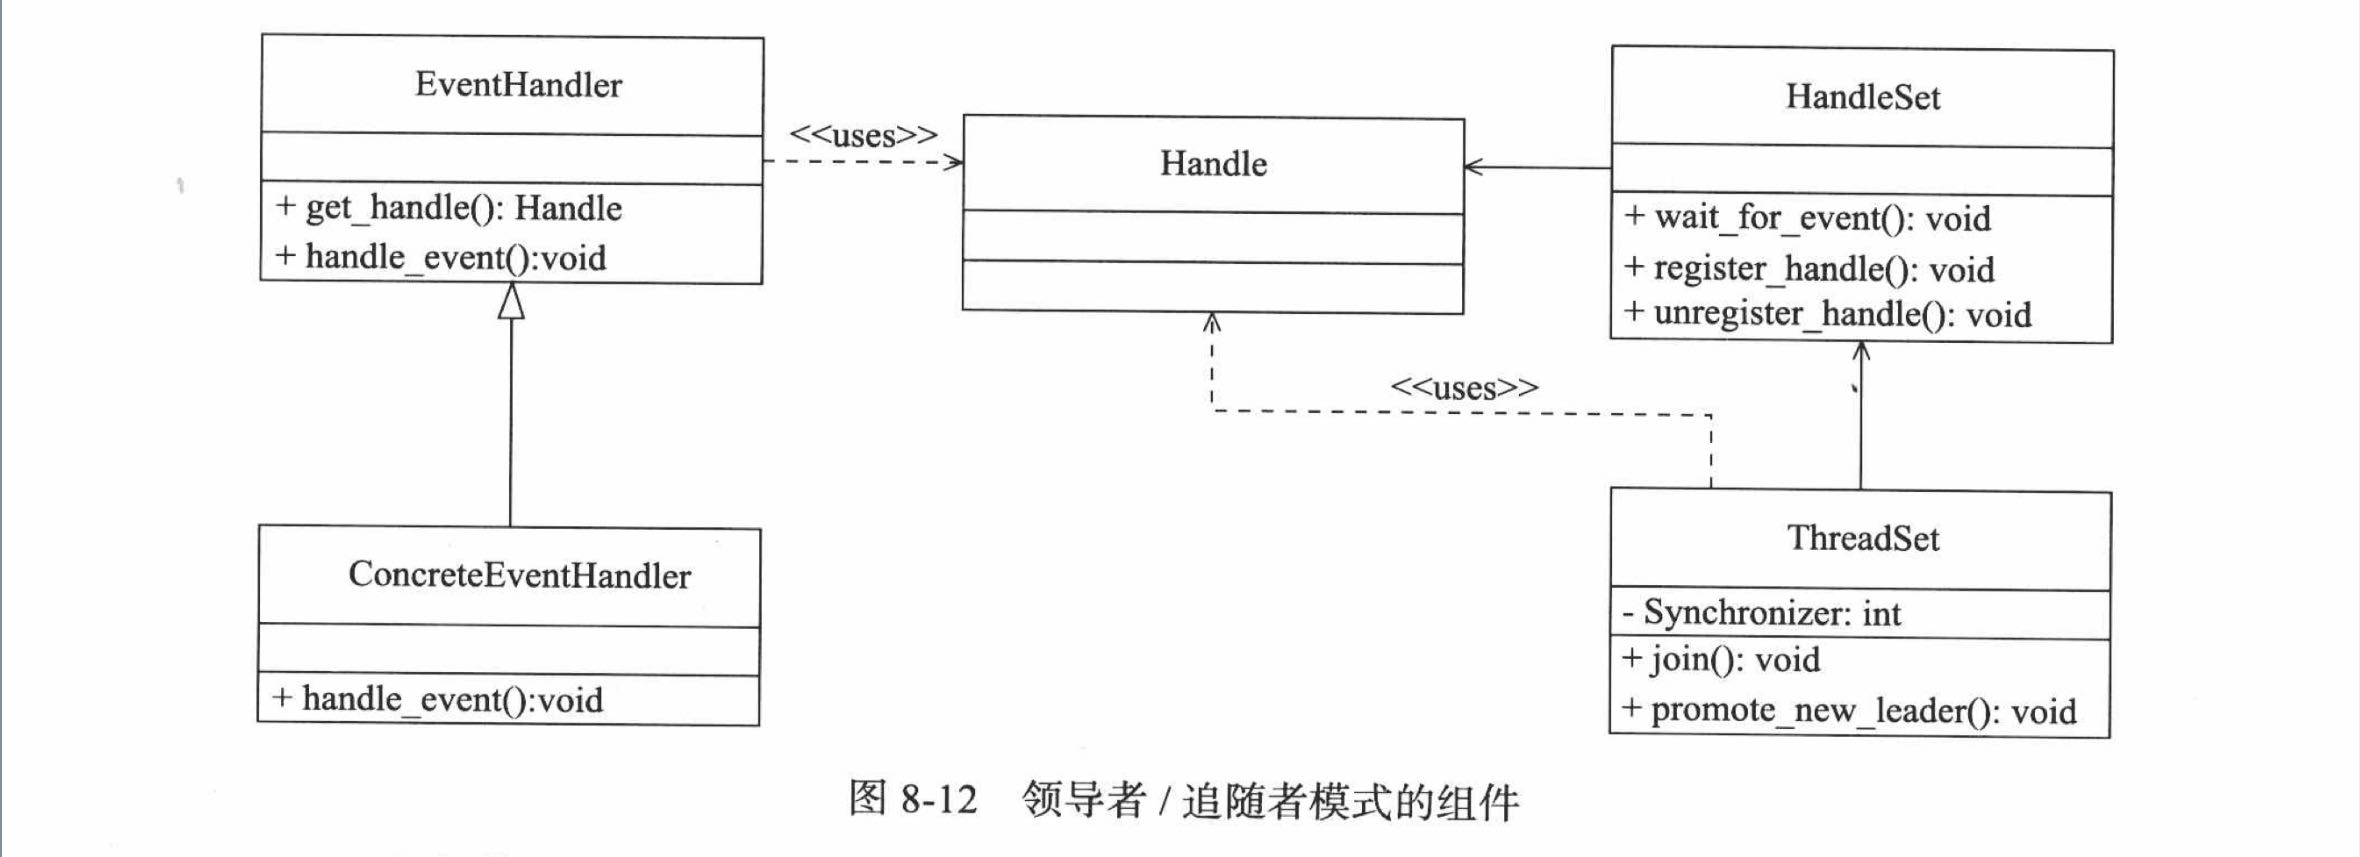 EventHandler
+ get_handle(): Handle
+ handle_event():void
<<uses>>
Handle
HandleSet
+ wait_for_event(): void
+ register_handle(): void
+ unregister_handle(): void
<<uses>>
ConcreteEventHandler
+ handle_event():void
ThreadSet
- Synchronizer: int
+ join(): void
+ promote_new_leader(): void
图 8-12 领导者 / 追随者模式的组件